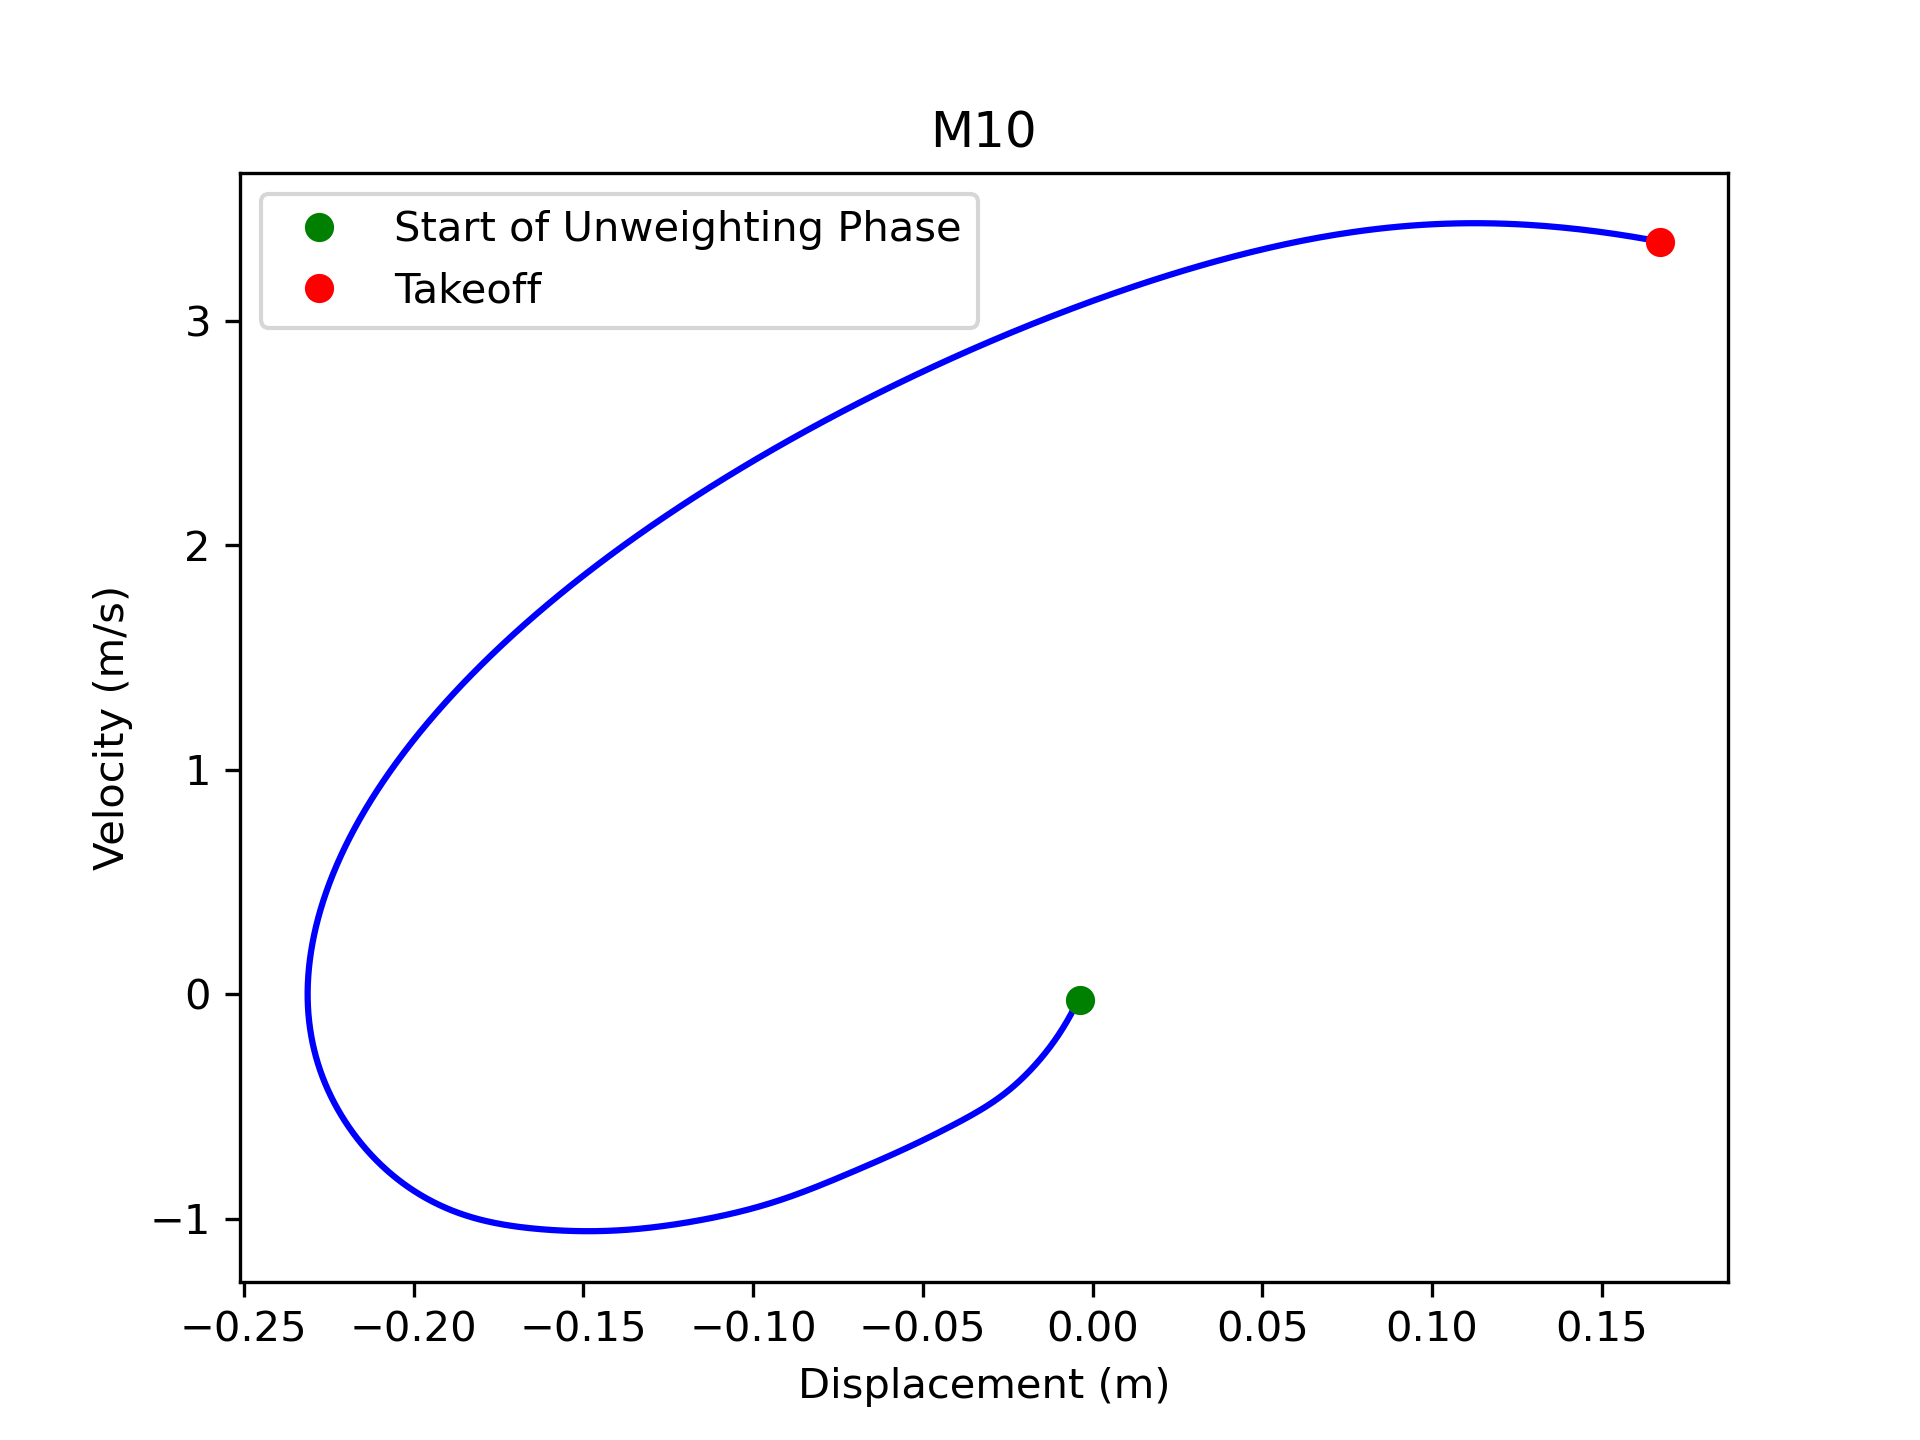 M10
Start of Unweighting Phase
Takeoff
3
2
1
0
−1
Velocity (m/s)
−0.25 −0.20 −0.15 −0.10 −0.05 0.00 0.05 0.10 0.15
Displacement (m)